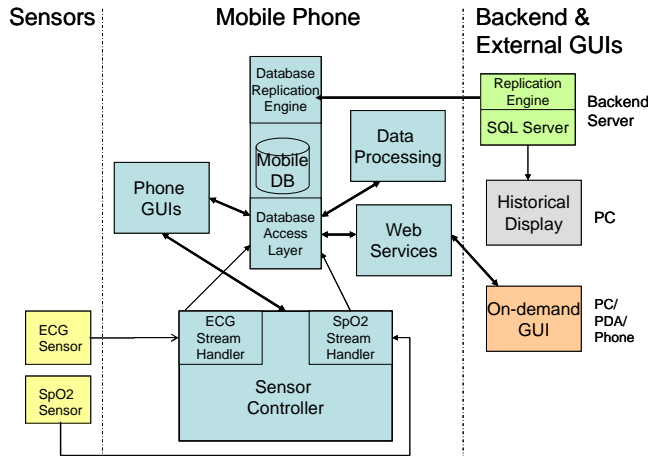 Sensors
Mobile Phone
Backend &
External GUIs
Database
Replication
Engine
Mobile
DB
Database
Access
Layer
Data
Processing
Phone
GUIs
Web
Services
Replication
Engine
SQL Server
Backend
Server
Historical
Display
PC
On-demand
GUI
PC/
PDA/
Phone
ECG
Sensor
SpO2
Sensor
ECG
Stream
Handler
SpO2
Stream
Handler
Sensor
Controller